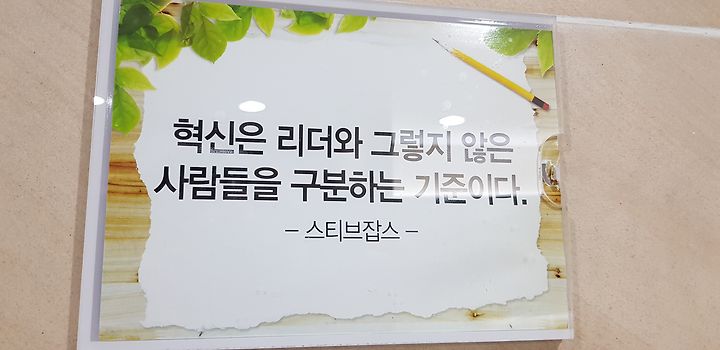 혁신은 리더와 그렇지 않은
사람들을 구분하는 기준이다.
– 스티브잡스 –